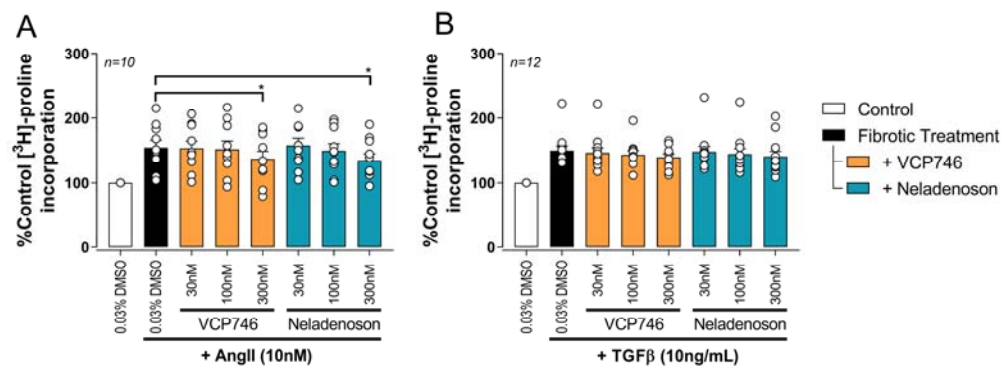 A
%Control [³H]-proline
incorporation
300
200
100
0
n=10
*
*
0.03% DMSO
0.03% DMSO
30nM
100nM
300nM
30nM
100nM
300nM
VCP746
Neladenoson
+ AngII (10nM)
B
%Control [³H]-proline
incorporation
300
200
100
0
n=12
0.03% DMSO
0.03% DMSO
30nM
100nM
300nM
30nM
100nM
300nM
VCP746
Neladenoson
+ TGFβ (10ng/mL)
Control
Fibrotic Treatment
+ VCP746
+ Neladenoson